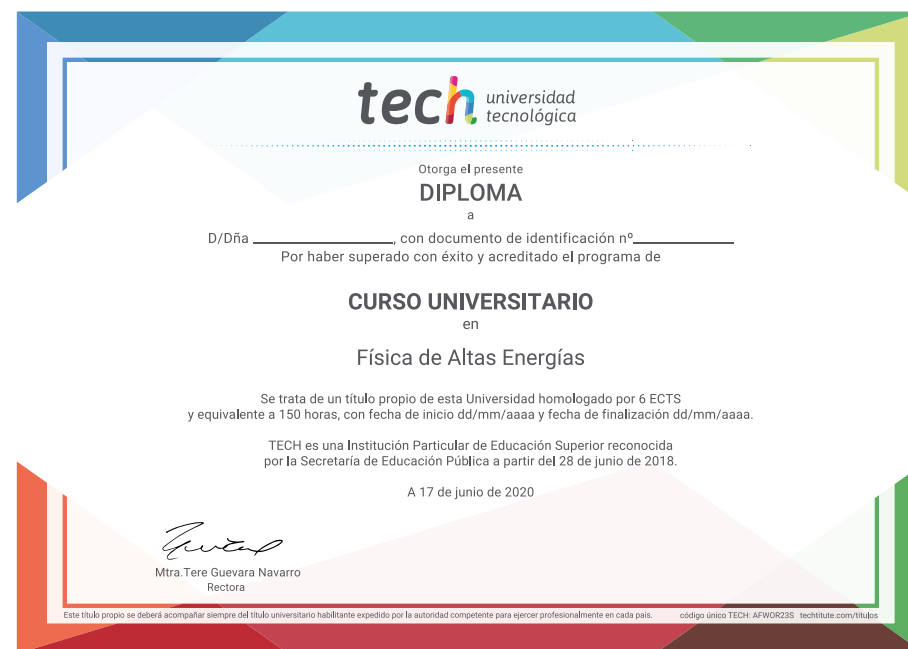 tech universidad
tecnológica
Otorga el presente
DIPLOMA
a
D/Dña ____________, con documento de identificación nº____________
Por haber superado con éxito y acreditado el programa de
CURSO UNIVERSITARIO
en
Física de Altas Energías
Se trata de un título propio de esta Universidad homologado por 6 ECTS
y equivalente a 150 horas, con fecha de inicio dd/mm/aaaa y fecha de finalización dd/mm/aaaa.
TECH es una Institución Particular de Educación Superior reconocida
por la Secretaría de Educación Pública a partir del 28 de junio de 2018.
A 17 de junio de 2020
Mtra.Tere Guevara Navarro
Rectora
Este título propio se deberá acompañar siempre del título universitario habilitante expedido por la autoridad competente para ejercer profesionalmente en cada país. código único TECH: AFWOR23S techtitute.com/titulos